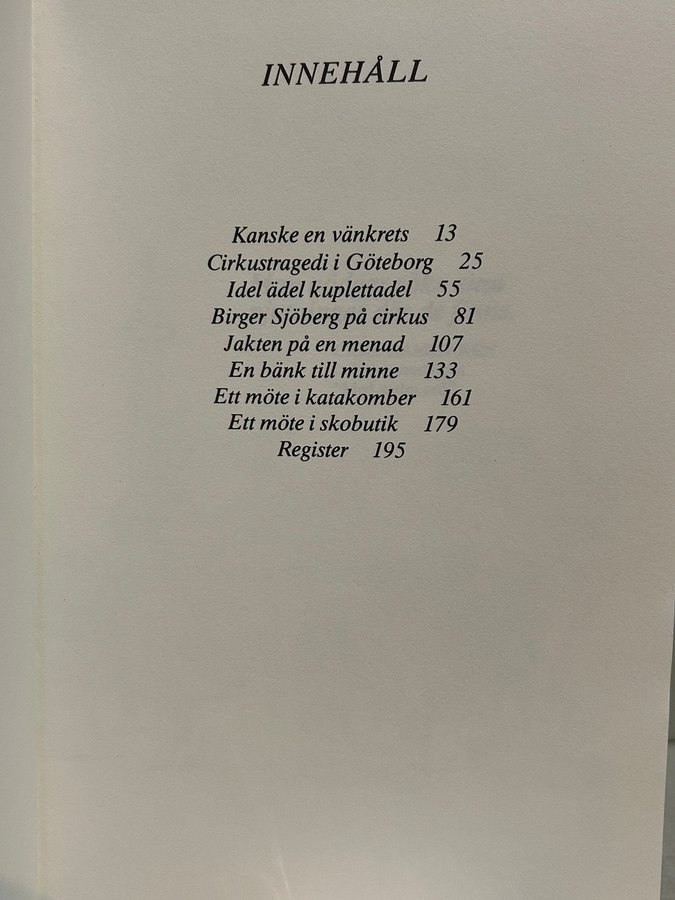 INNEHÅLL
Kanske en vänkrets 13
Cirkustragedi i Göteborg 25
Idel ädel kuplettadel 55
Birger Sjöberg på cirkus 81
Jakten på en menad 107
En bänk till minne 133
Ett möte i katakomber 161
Ett möte i skobutik 179
Register 195